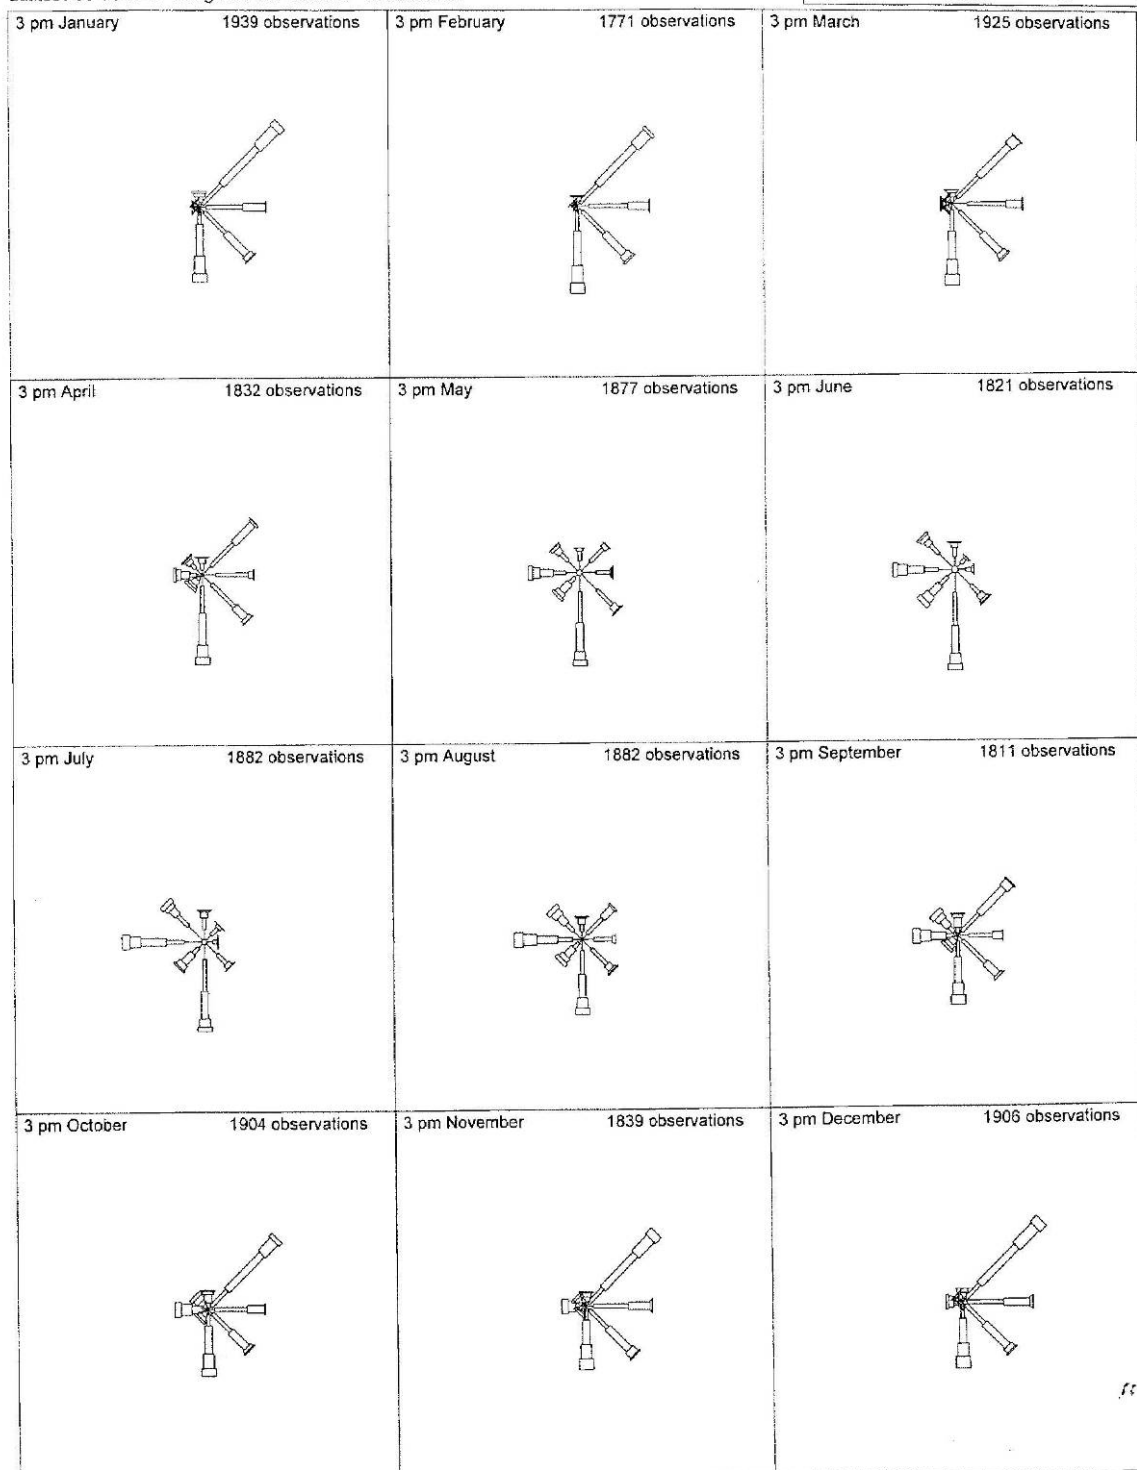 3 pm January 1939 observations
3 pm February 1771 observations
3 pm March 1925 observations
3 pm April 1832 observations
3 pm May 1877 observations
3 pm June 1821 observations
3 pm July 1882 observations
3 pm August 1882 observations
3 pm September 1811 observations
3 pm October 1904 observations
3 pm November 1839 observations
3 pm December 1906 observations